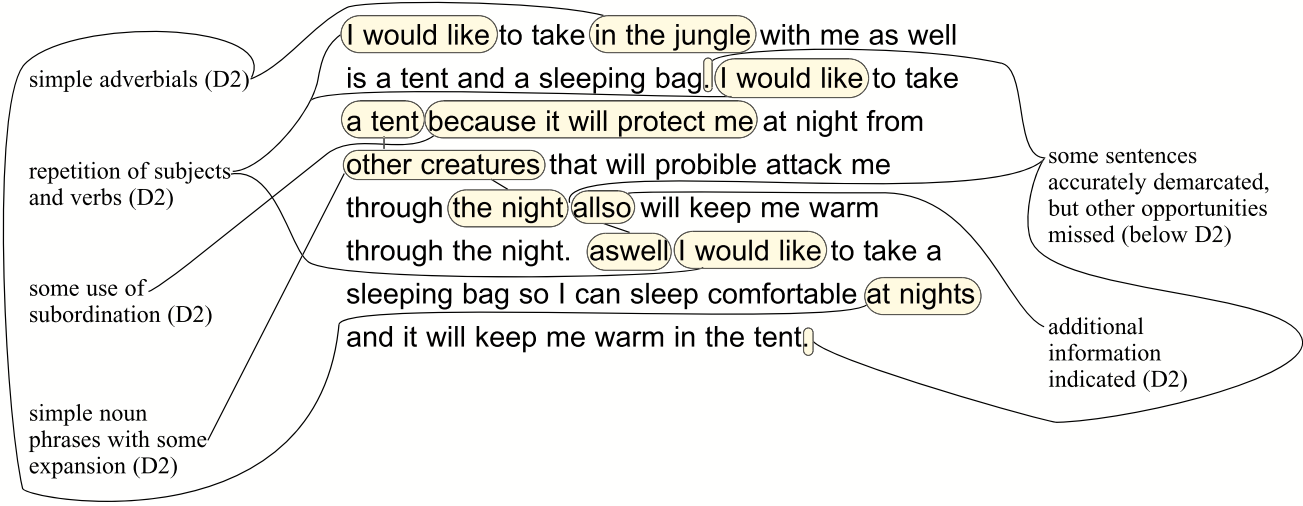 I would like to take in the jungle with me as well
is a tent and a sleeping bag. I would like to take
a tent because it will protect me at night from
other creatures that will probible attack me
through the night allso will keep me warm
through the night. aswell I would like to take a
sleeping bag so I can sleep comfortable at nights
and it will keep me warm in the tent.
simple adverbials (D2)
repetition of subjects
and verbs (D2)
some use of
subordination (D2)
simple noun
phrases with some
expansion (D2)
some sentences
accurately demarcated,
but other opportunities
missed (below D2)
additional
information
indicated (D2)